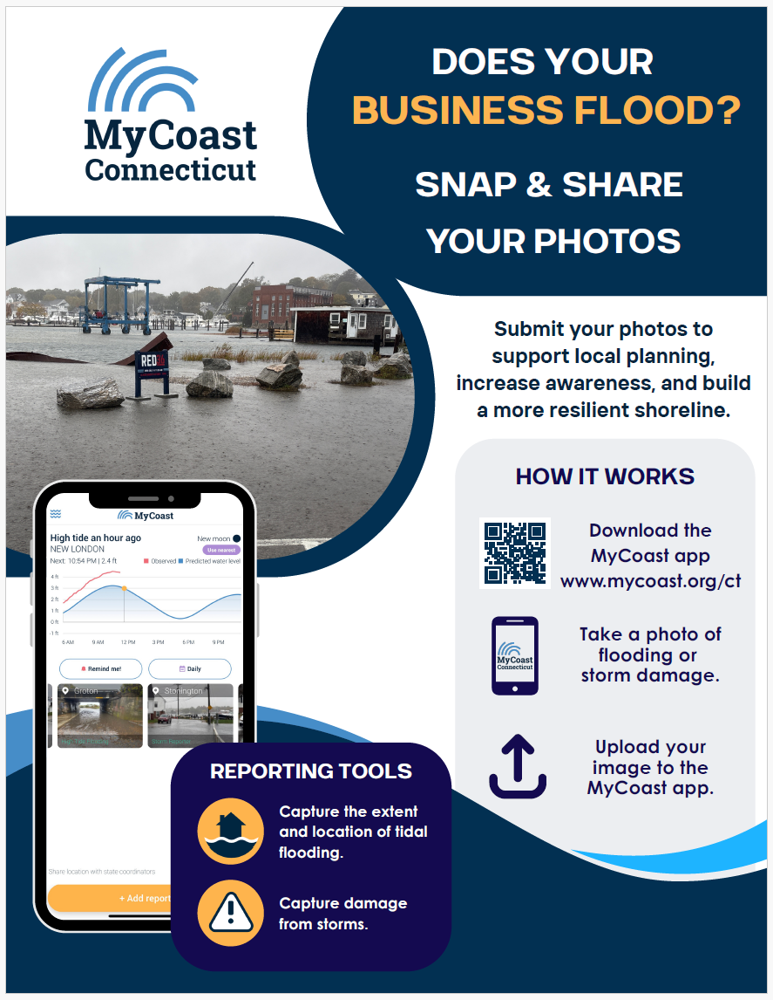 MyCoast
Connecticut
DOES YOUR
BUSINESS FLOOD?
SNAP & SHARE
YOUR PHOTOS
RED36
Submit your photos to
support local planning,
increase awareness, and build
a more resilient shoreline.
HOW IT WORKS
Download the
MyCoast app
www.mycoast.org/ct
MyCoast
Connecticut
Take a photo of
flooding or
storm damage.
Upload your
image to the
MyCoast app.
MyCoast
High tide an hour ago
New moon
NEW LONDON
Use nearest
Next: 10:54 PM | 2.4 ft
Observed
Predicted water level
4 ft
3 ft
2 ft
1 ft
0 ft
-1 ft
6 AM
9 AM
12 PM
3 PM
6 PM
9 PM
Remind me!
Daily
Groton
Stonington
High Tide Flooding
Storm Reporter
Share location with state coordinators
+ Add report
REPORTING TOOLS
Capture the extent
and location of tidal
flooding.
Capture damage
from storms.